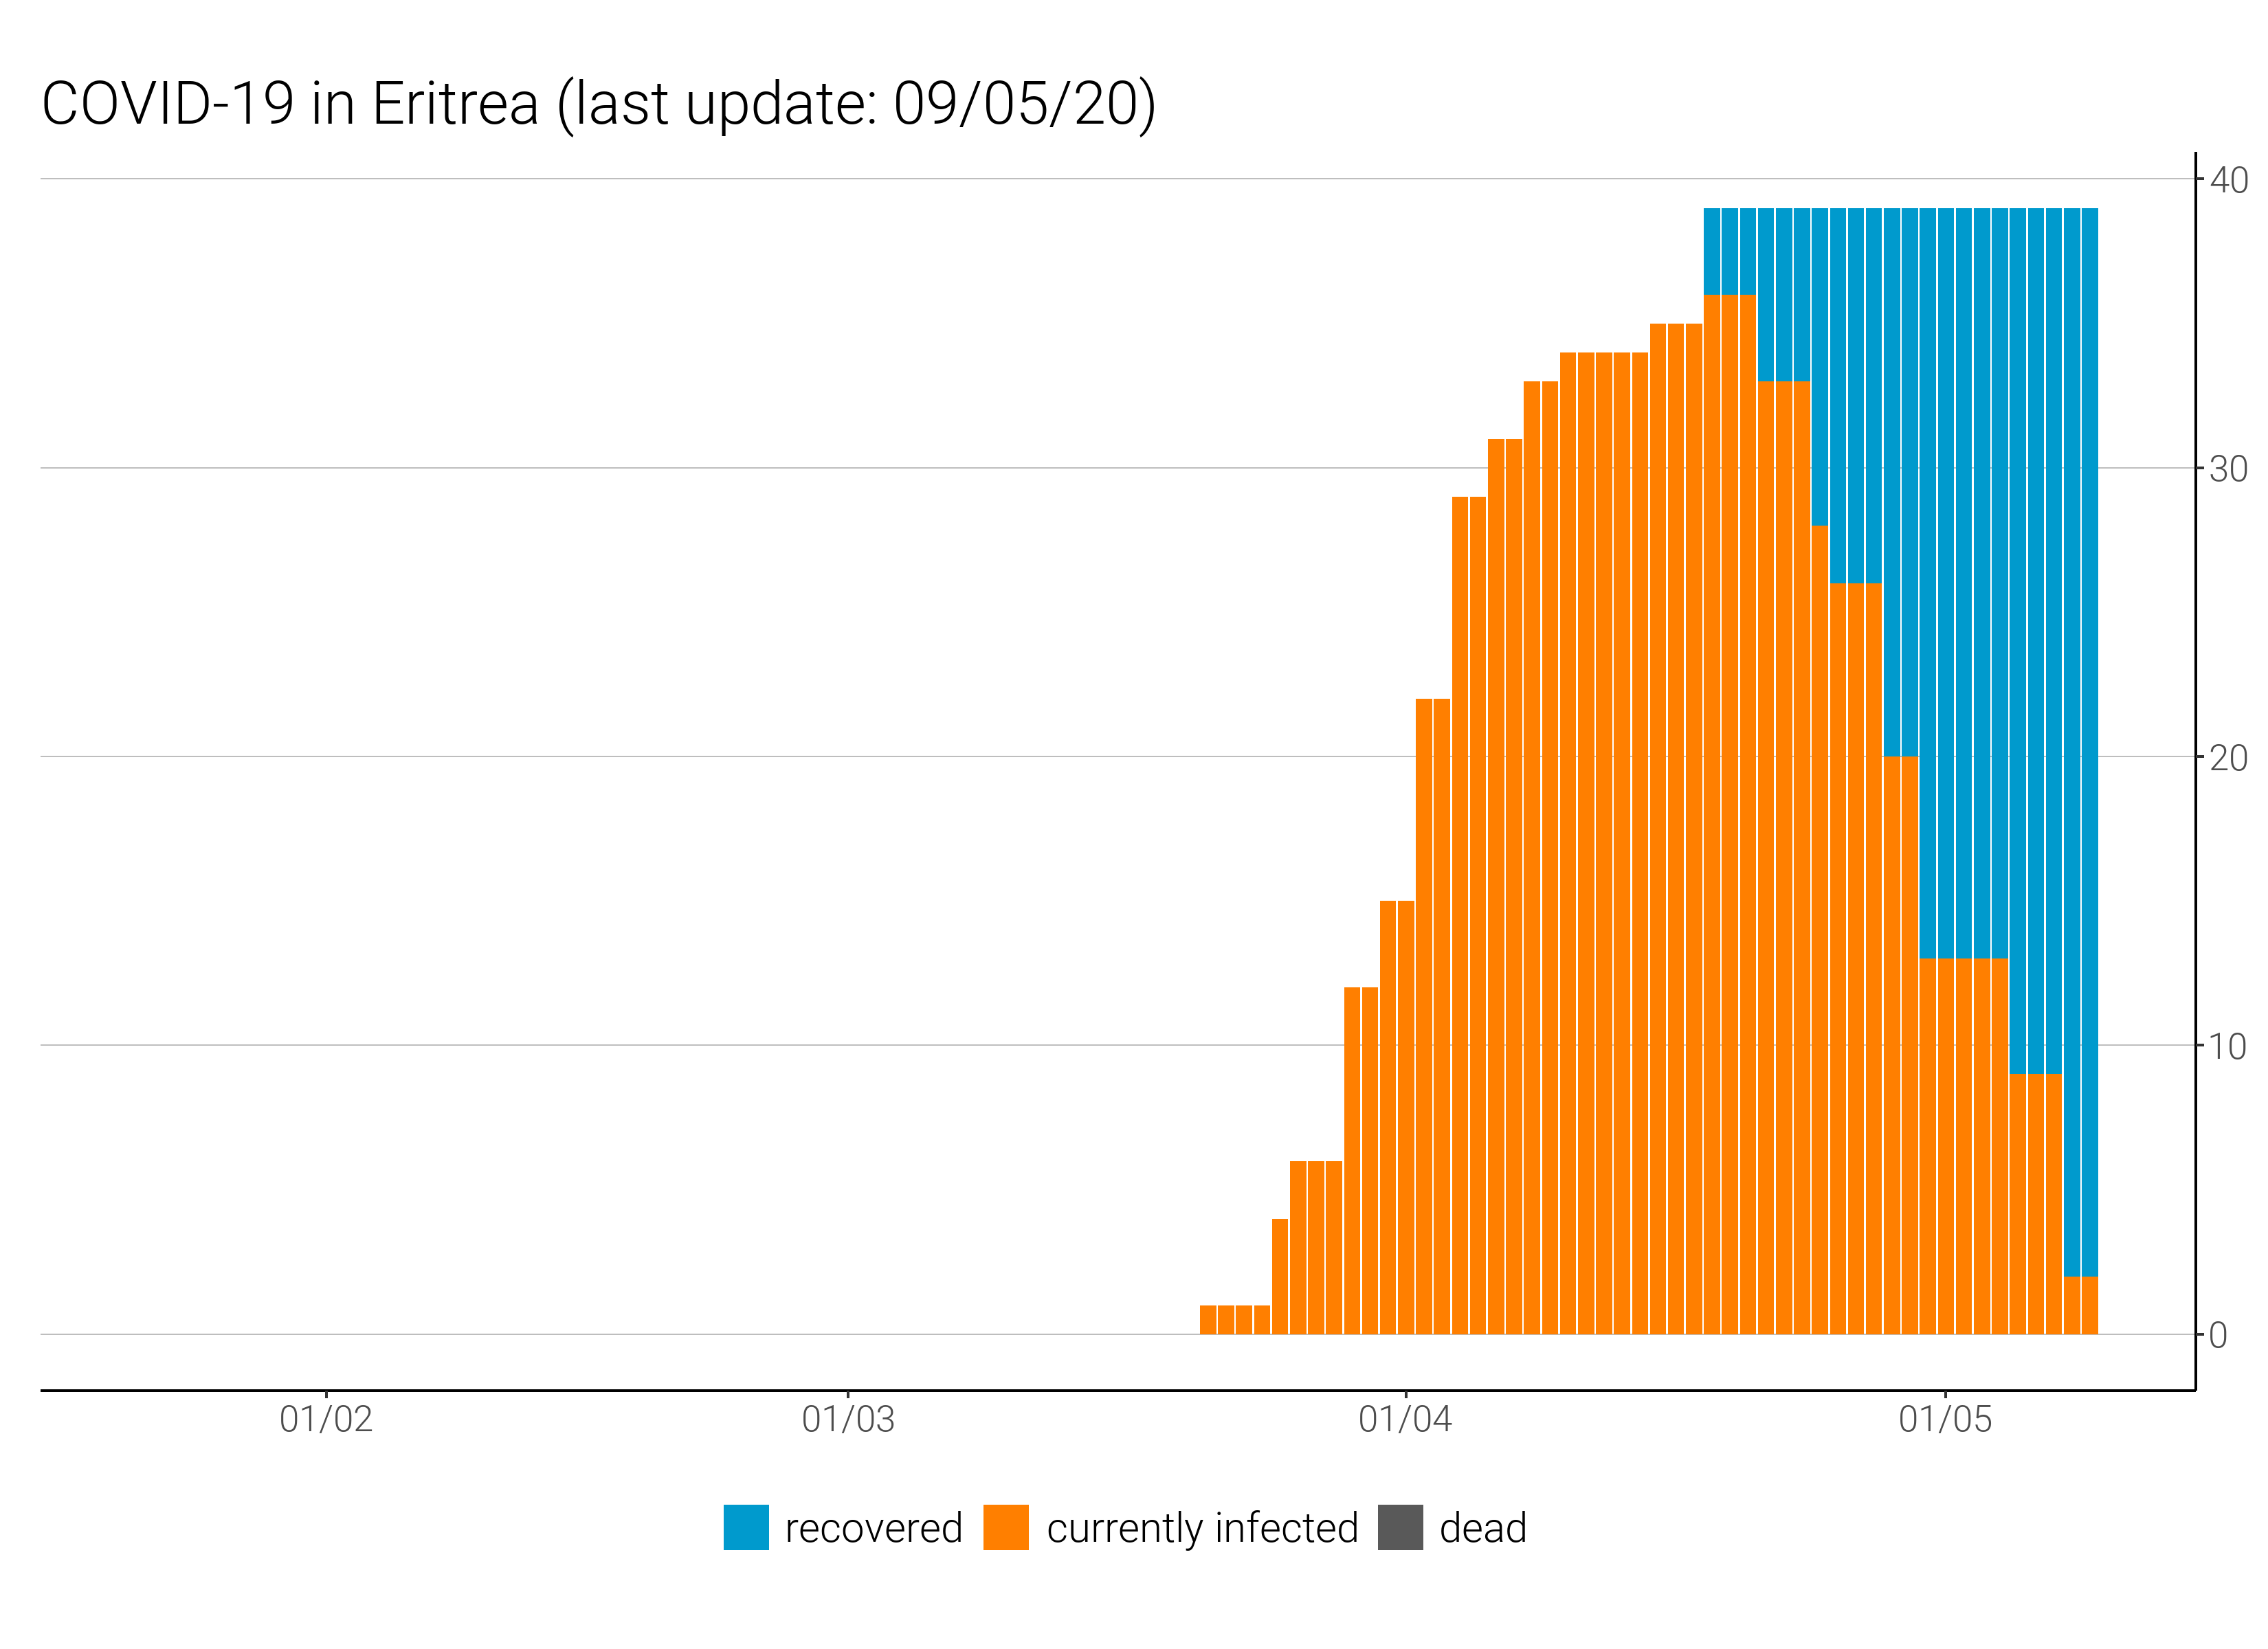 COVID-19 in Eritrea (last update: 09/05/20)
40
30
20
10
0
01/02 01/03 01/04 01/05
recovered currently infected dead